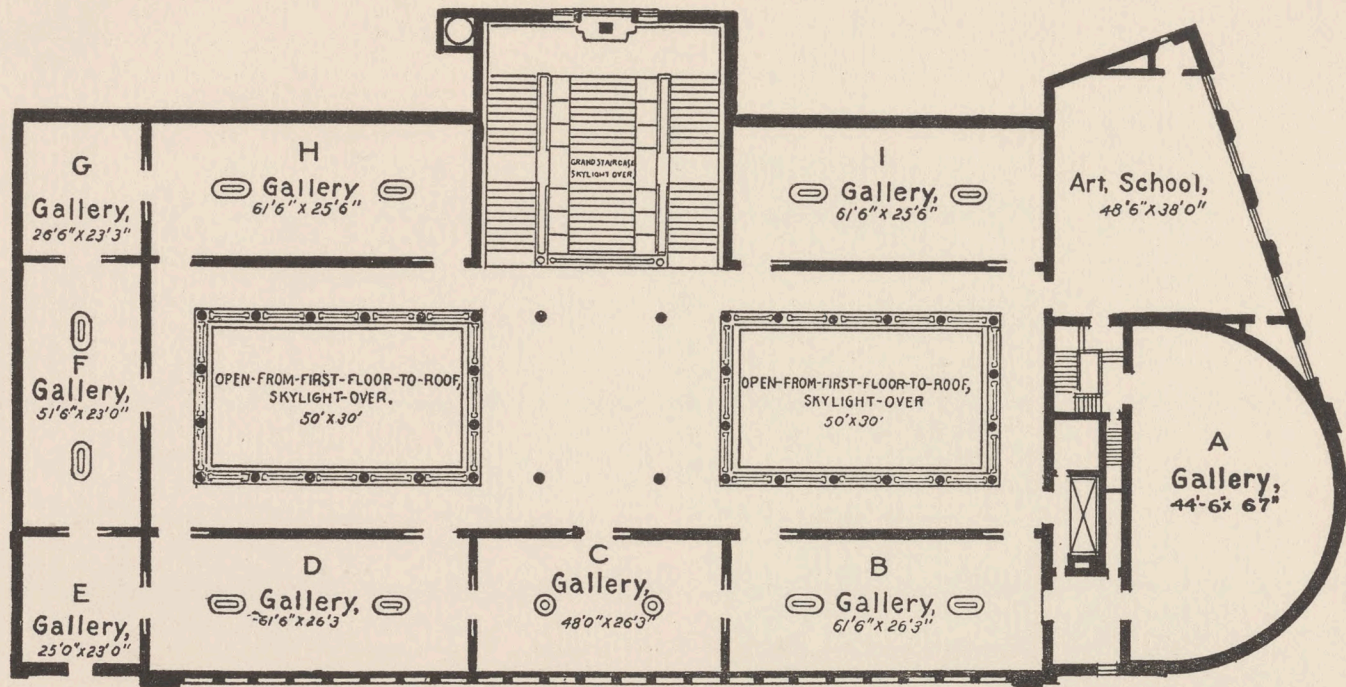 G
Gallery,
26'6"X23'3"
H
Gallery
61'6"X25'6"
GRAND STAIRCASE
SKYLIGHT OVER.
I
Gallery,
61'6"X25'6"
Art, School,
48'6"X38'0"
F
Gallery,
51'6"X23'0"
OPEN-FROM-FIRST-FLOOR-TO-ROOF,
SKYLIGHT-OVER.
50'X30'
OPEN-FROM-FIRST-FLOOR-TO-ROOF,
SKYLIGHT-OVER
50'X30'
A
Gallery,
44'-6"X 67"
E
Gallery,
25'0"X23'0"
D
Gallery,
61'6"X26'3
C
Gallery,
48'0"X26'3"
B
Gallery,
61'6"X26'3"